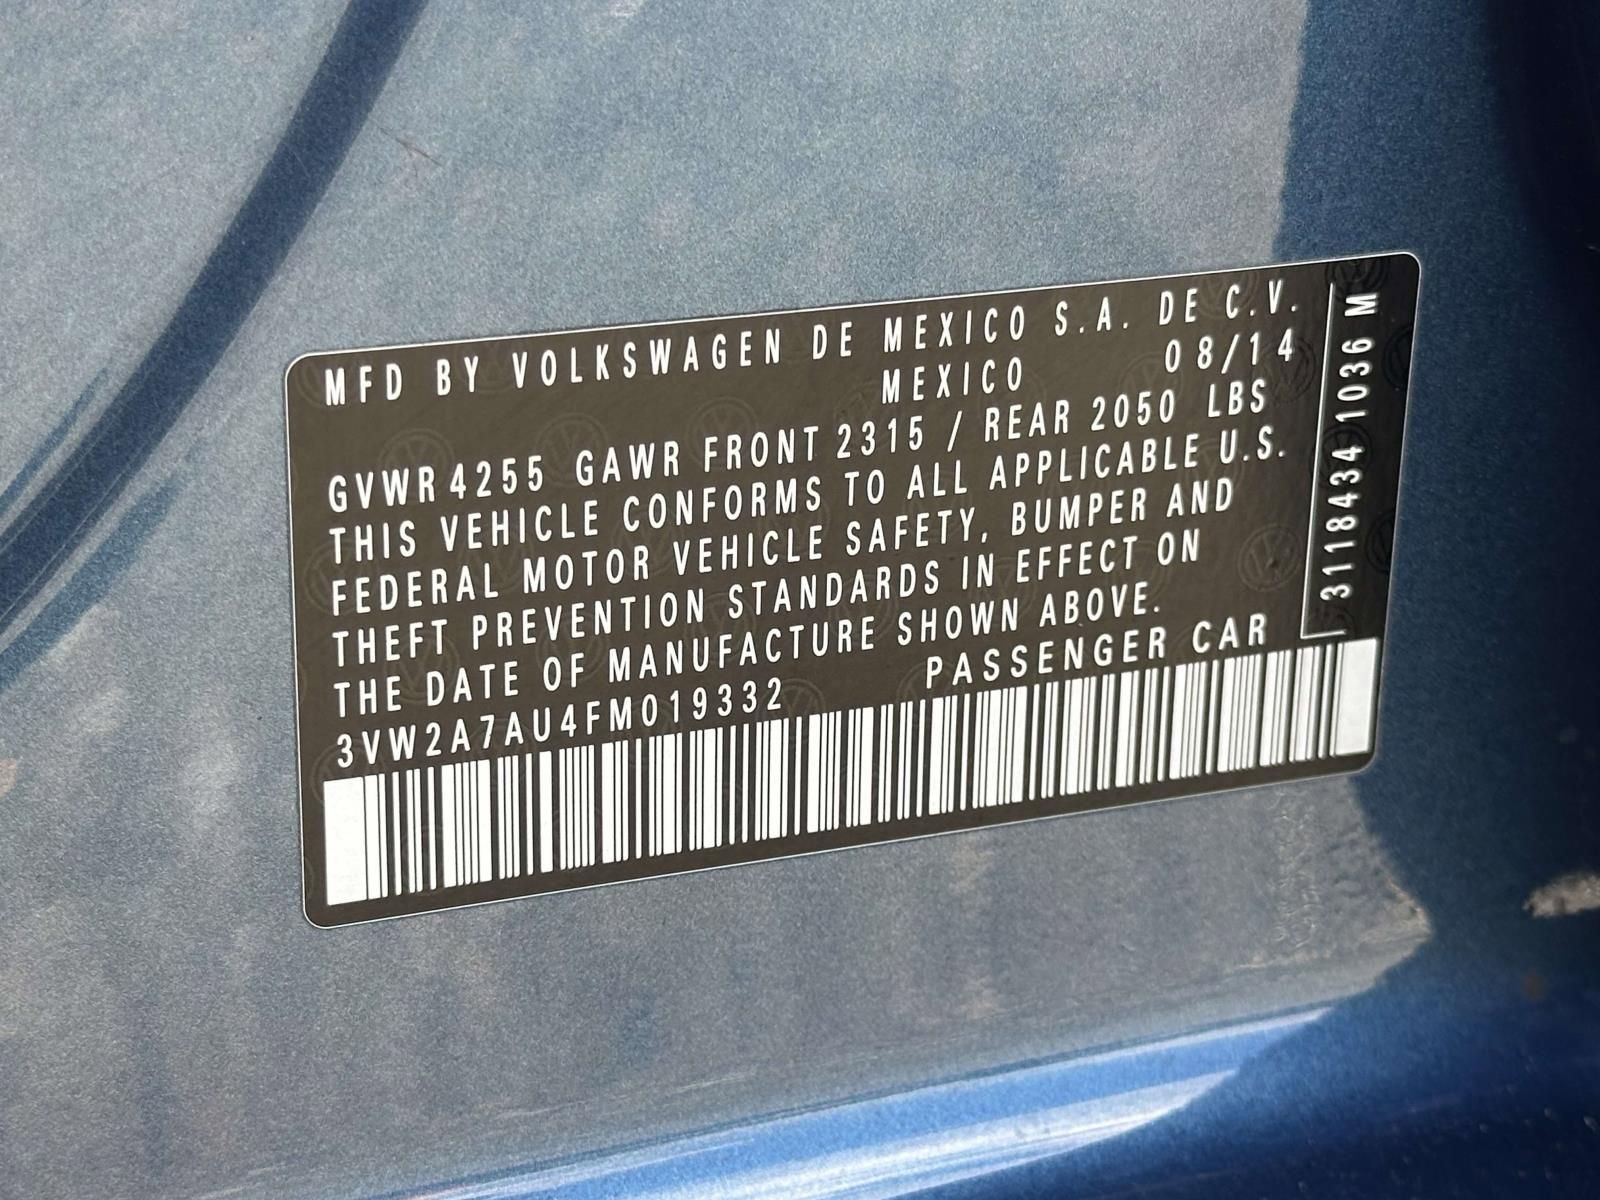 MFD BY VOLKSWAGEN DE MEXICO S.A. DE C.V.
MEXICO 08/14
GVWR 4255 GAWR FRONT 2315 / REAR 2050 LBS
THIS VEHICLE CONFORMS TO ALL APPLICABLE U.S.
FEDERAL MOTOR VEHICLE SAFETY, BUMPER AND
THEFT PREVENTION STANDARDS IN EFFECT ON
THE DATE OF MANUFACTURE SHOWN ABOVE.
3VW2A7AU4FM019332 PASSENGER CAR
3118434 1036 M